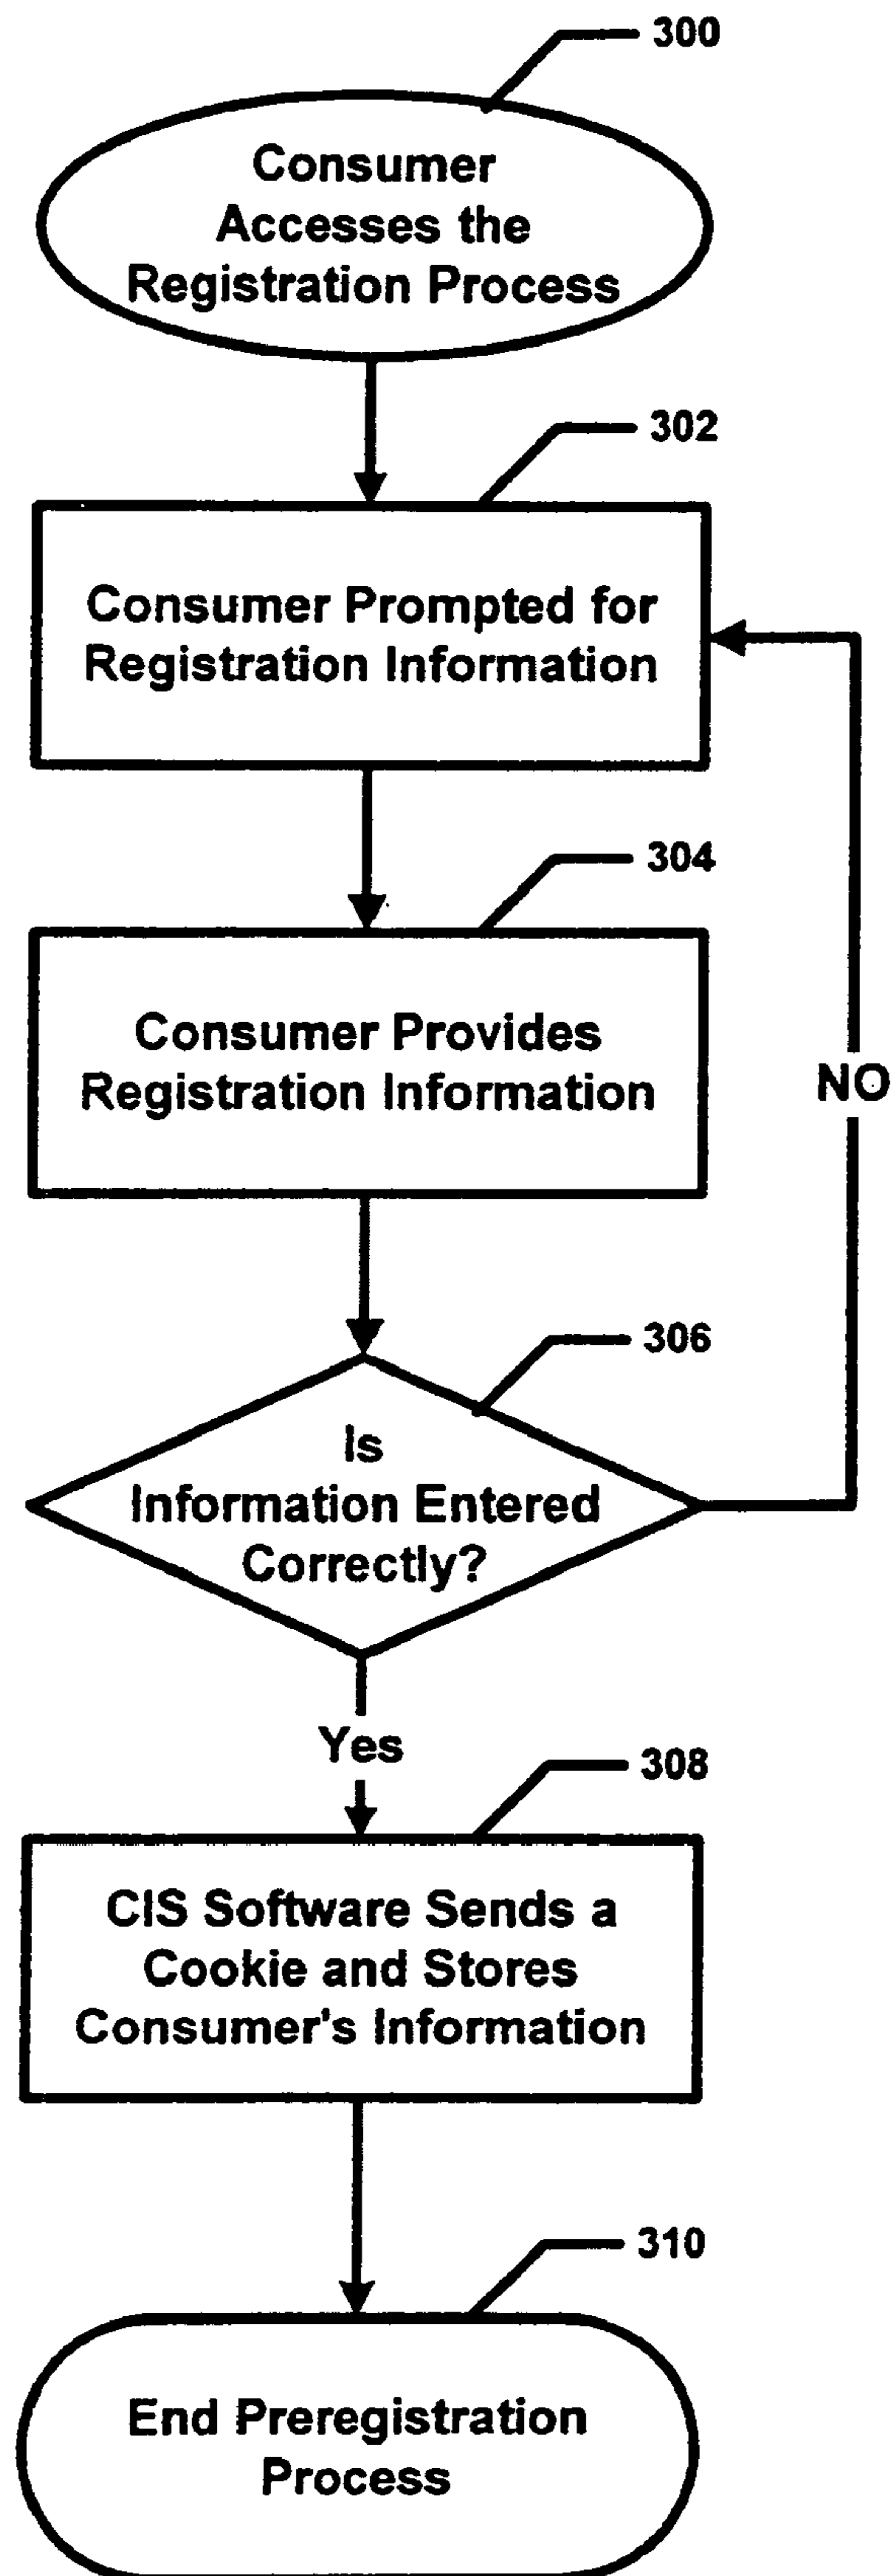 300
Consumer
Accesses the
Registration Process
302
Consumer Prompted for
Registration Information
304
Consumer Provides
Registration Information
NO
306
Is
Information Entered
Correctly?
Yes
308
CIS Software Sends a
Cookie and Stores
Consumer's Information
310
End Preregistration
Process